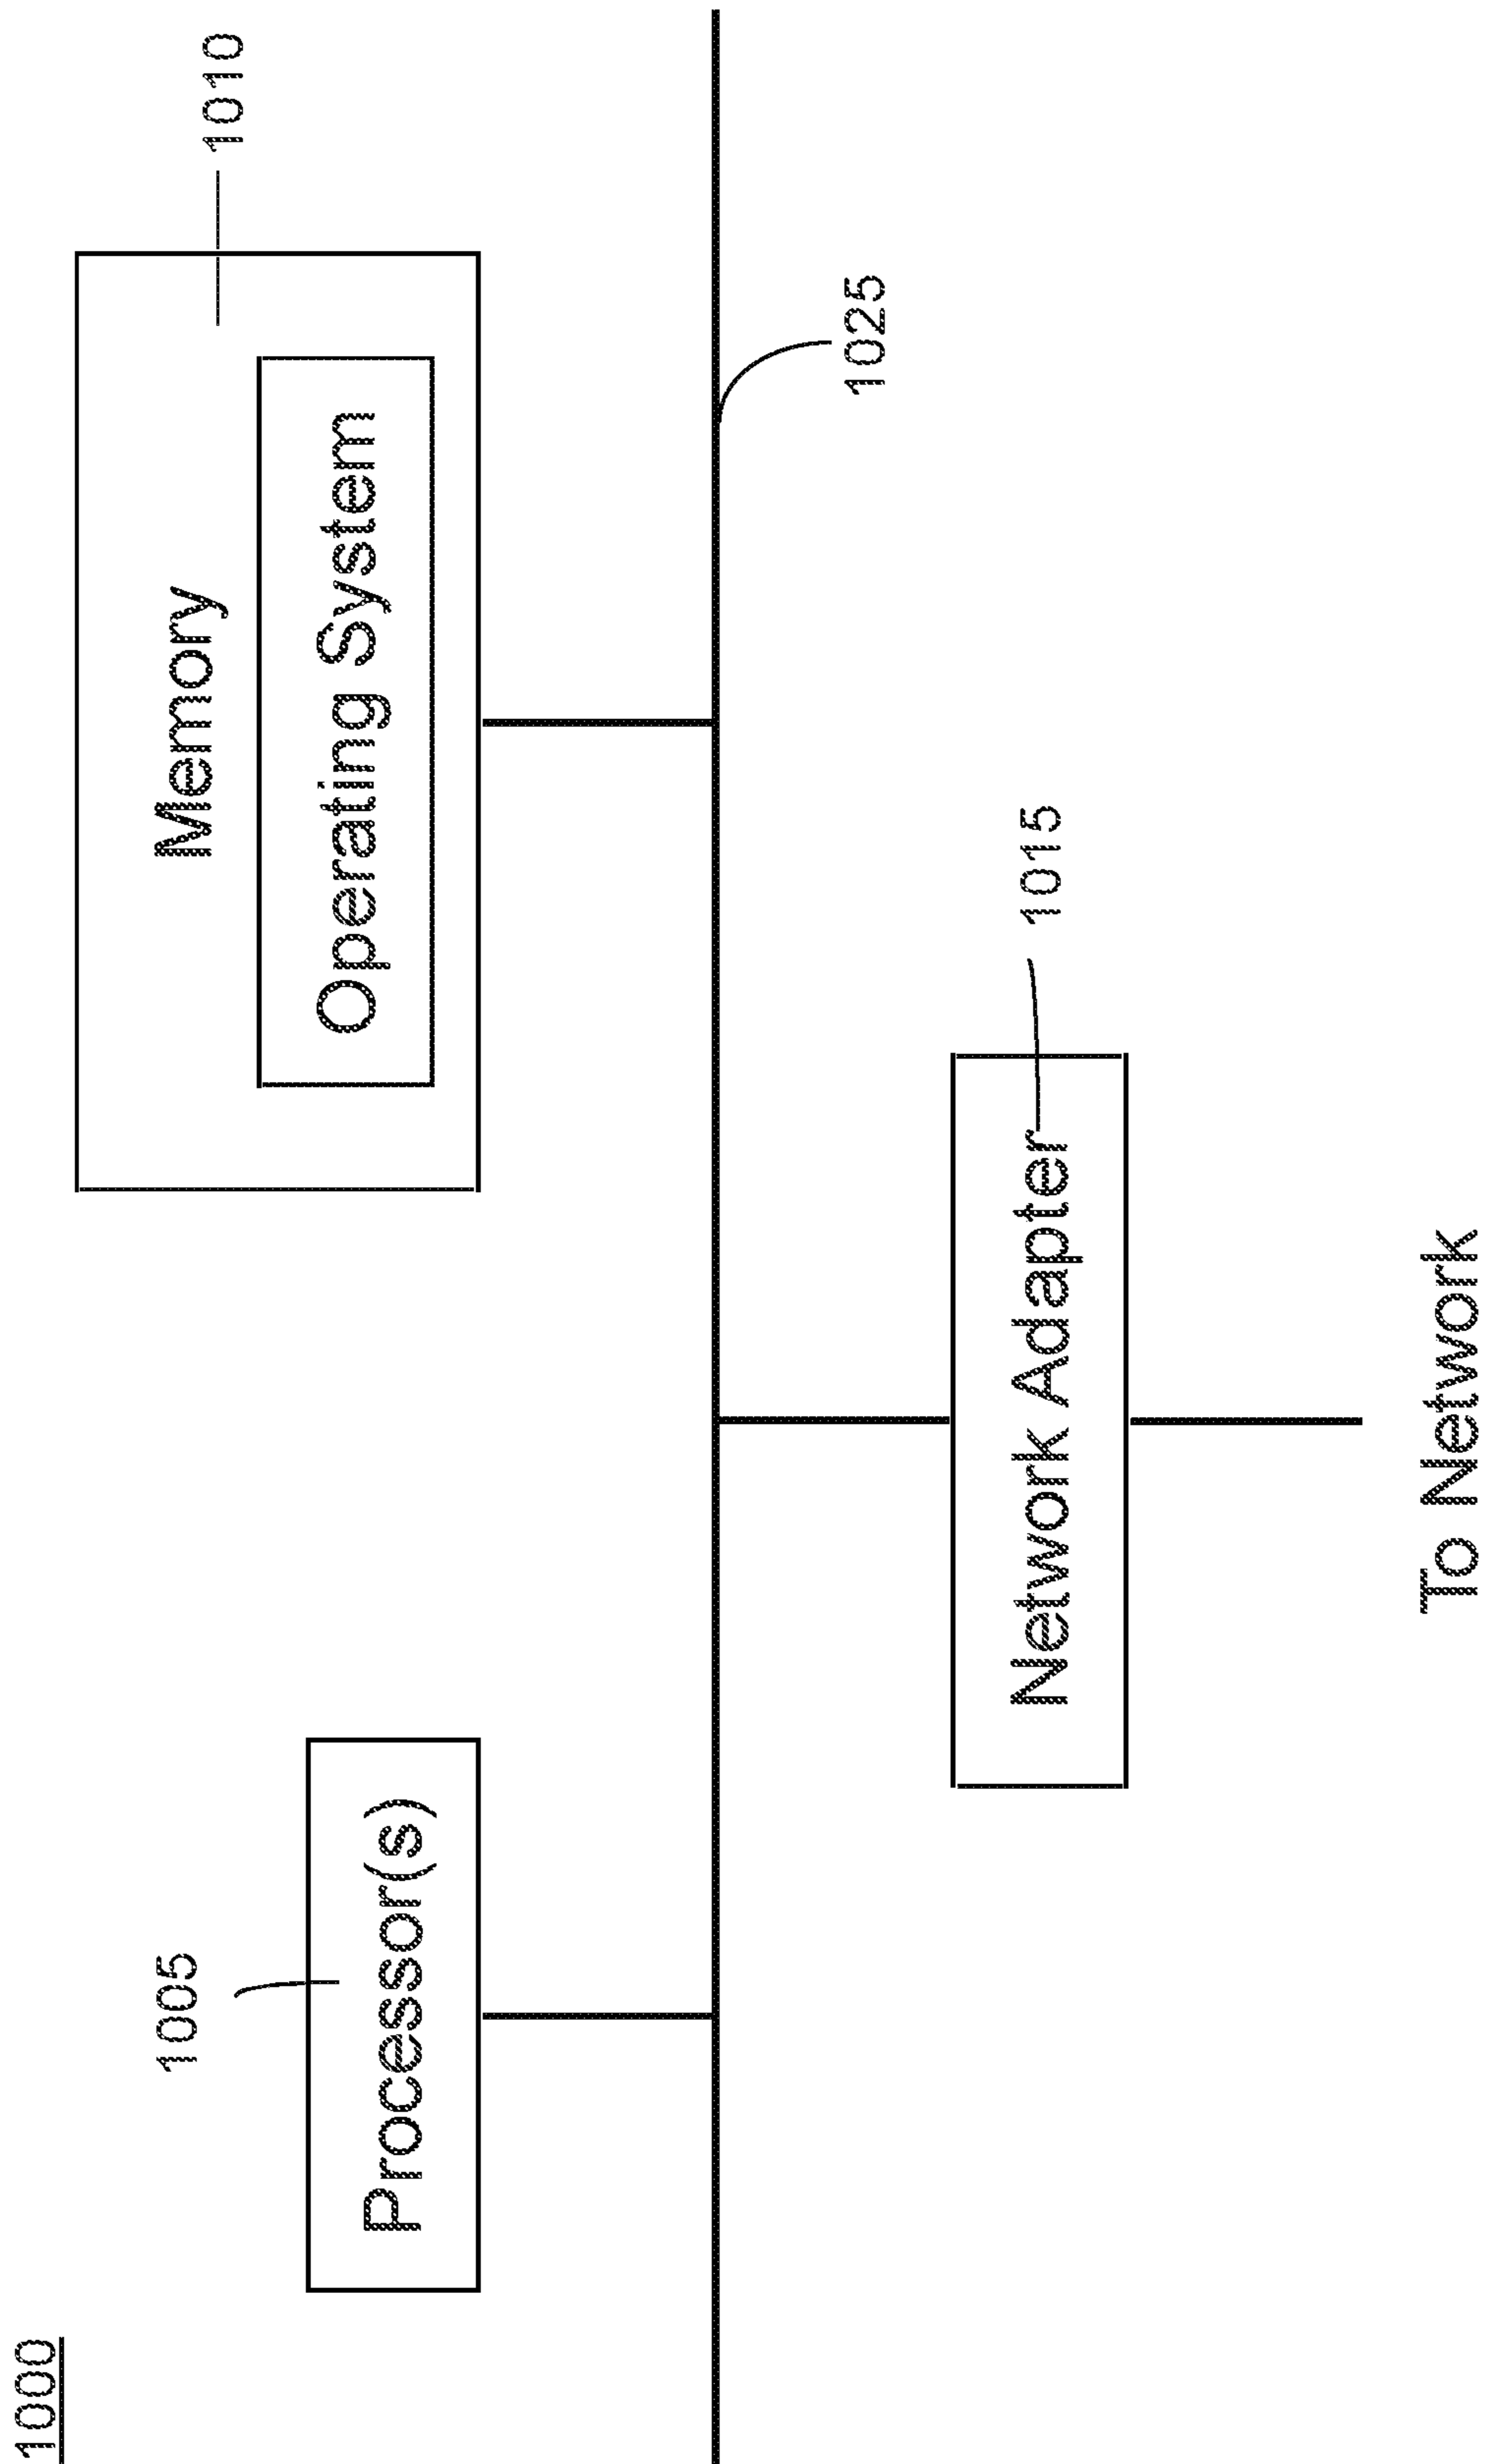 1000
1005
Processor(s)
Memory
1010
Operating System
1025
Network Adapter
1015
To Network